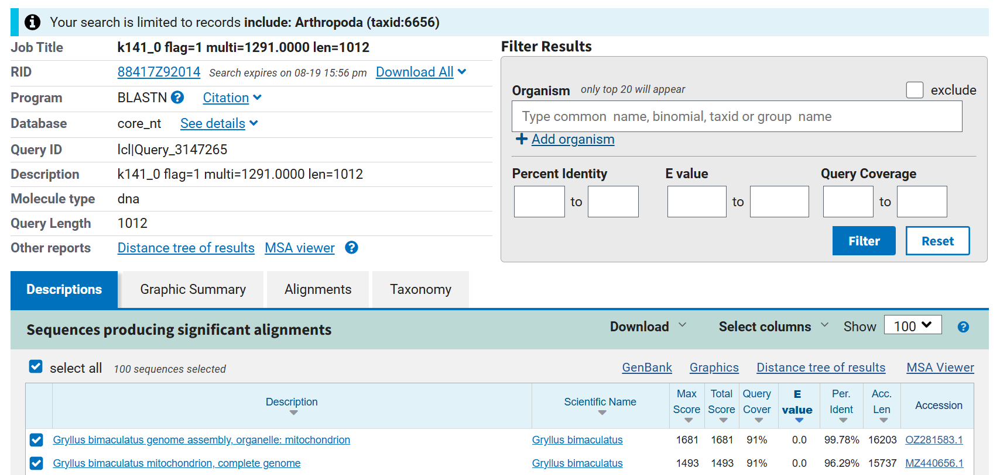 Your search is limited to records include: Arthropoda (taxid:6656)
Job Title k141_0 flag=1 multi=1291.0000 len=1012
RID 88417Z92014 Search expires on 08-19 15:56 pm Download All
Program BLASTN ? Citation
Database core_nt See details
Query ID lcl|Query_3147265
Description k141_0 flag=1 multi=1291.0000 len=1012
Molecule type dna
Query Length 1012
Other reports Distance tree of results MSA viewer ?
Filter Results
Organism only top 20 will appear exclude
Type common name, binomial, taxid or group name
+ Add organism
Percent Identity E value Query Coverage
to to to
Filter Reset
Descriptions Graphic Summary Alignments Taxonomy
Sequences producing significant alignments Download Select columns Show 100 ?
select all 100 sequences selected GenBank Graphics Distance tree of results MSA Viewer
Description Scientific Name Max Score Total Score Query Cover E value Per. Ident Acc. Len Accession
Gryllus bimaculatus genome assembly, organelle: mitochondrion Gryllus bimaculatus 1681 1681 91% 0.0 99.78% 16203 OZ281583.1
Gryllus bimaculatus mitochondrion, complete genome Gryllus bimaculatus 1493 1493 91% 0.0 96.29% 15737 MZ440656.1